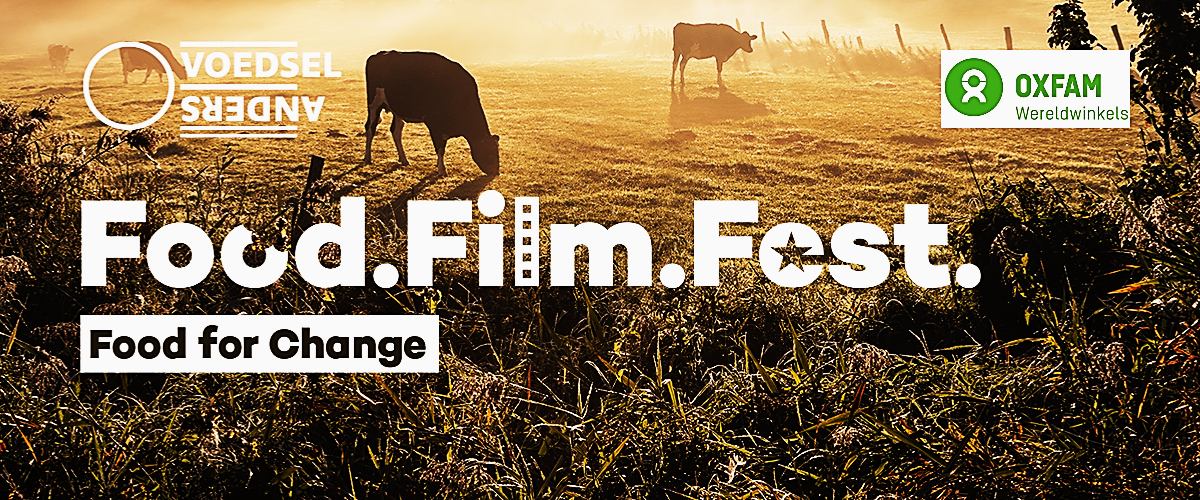 VOEDSEL
ANDERS
OXFAM
Wereldwinkels
Food.Film.Fest.
Food for Change